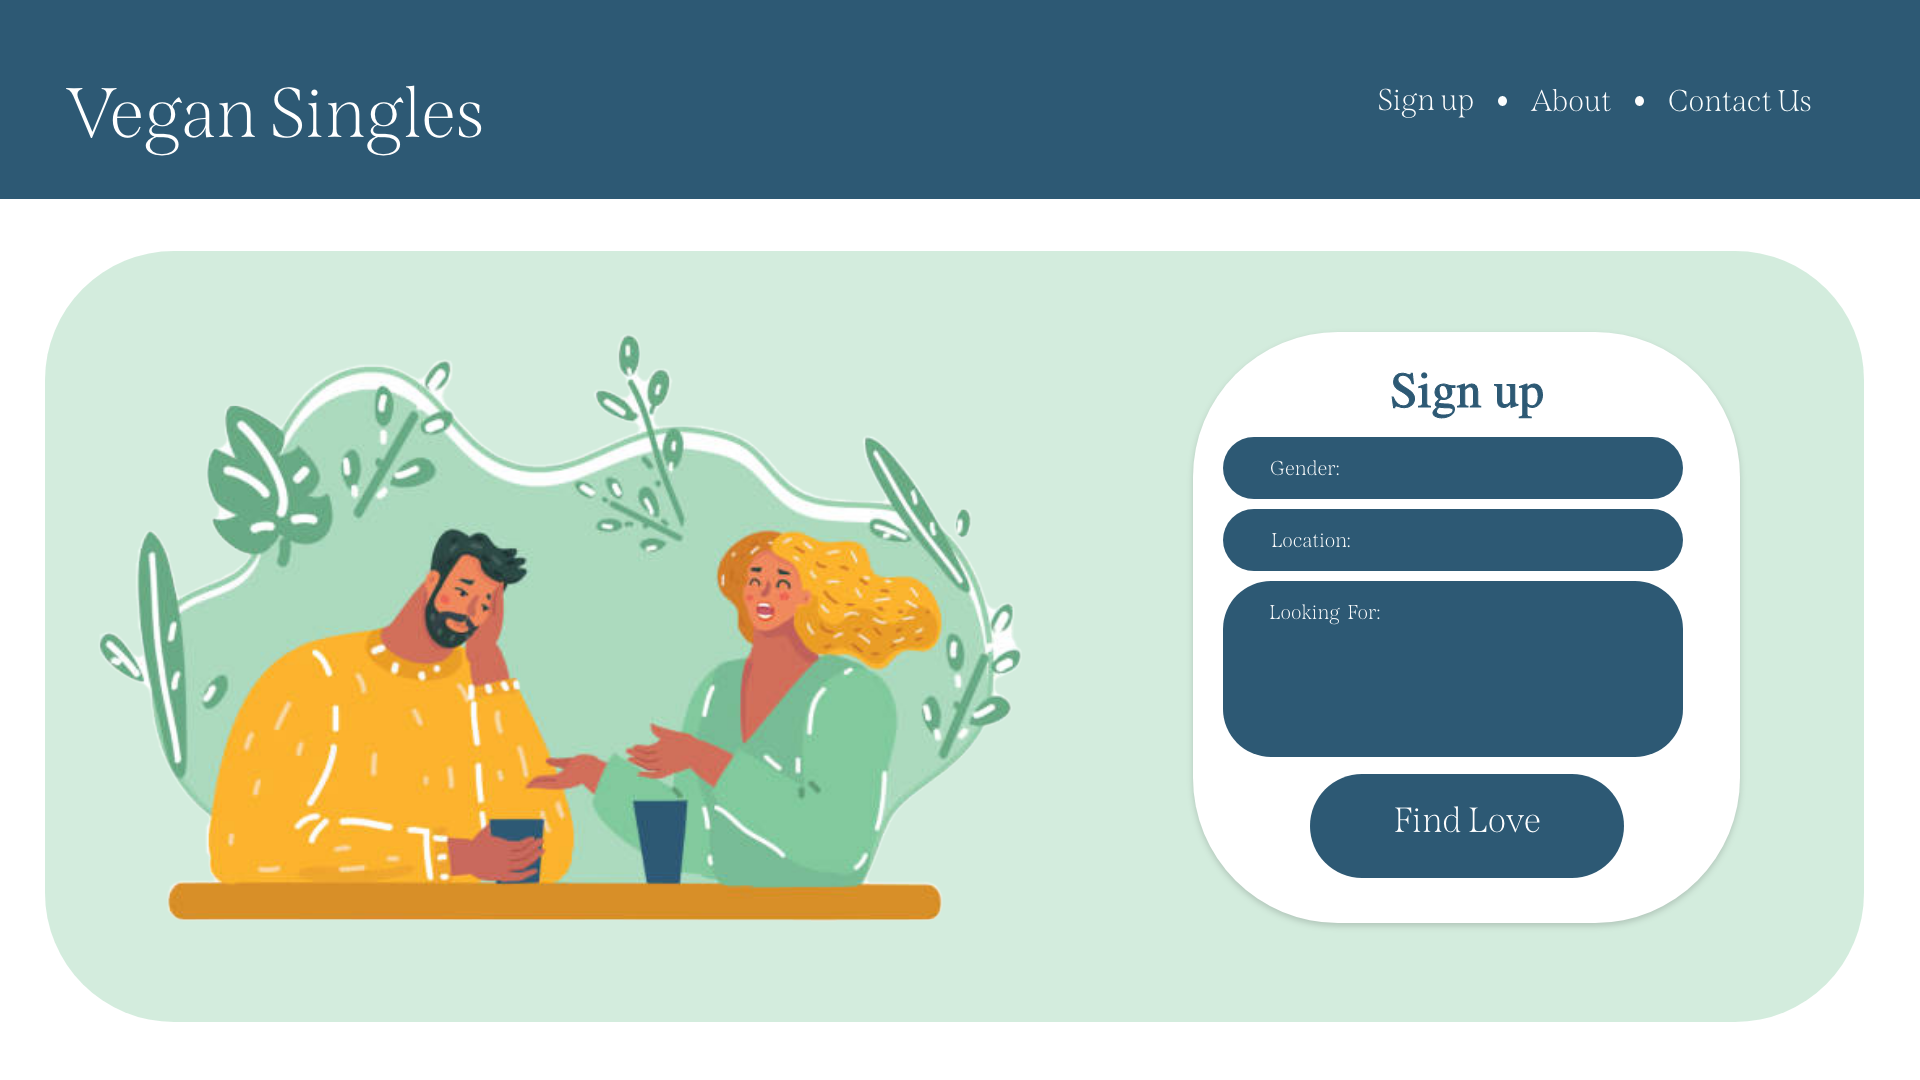 Vegan Singles
Sign up • About • Contact Us
Sign up
Gender:
Location:
Looking For:
Find Love